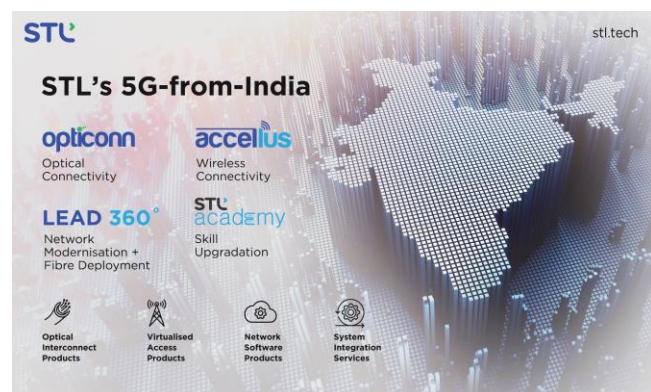 STL
stl.tech
STL's 5G-from-India
opticonn
Optical
Connectivity
accellus
Wireless
Connectivity
LEAD 360°
Network
Modernisation +
Fibre Deployment
STL
academy
Skill
Upgradation
Optical
Interconnect
Products
Virtualised
Access
Products
Network
Software
Products
System
Integration
Services